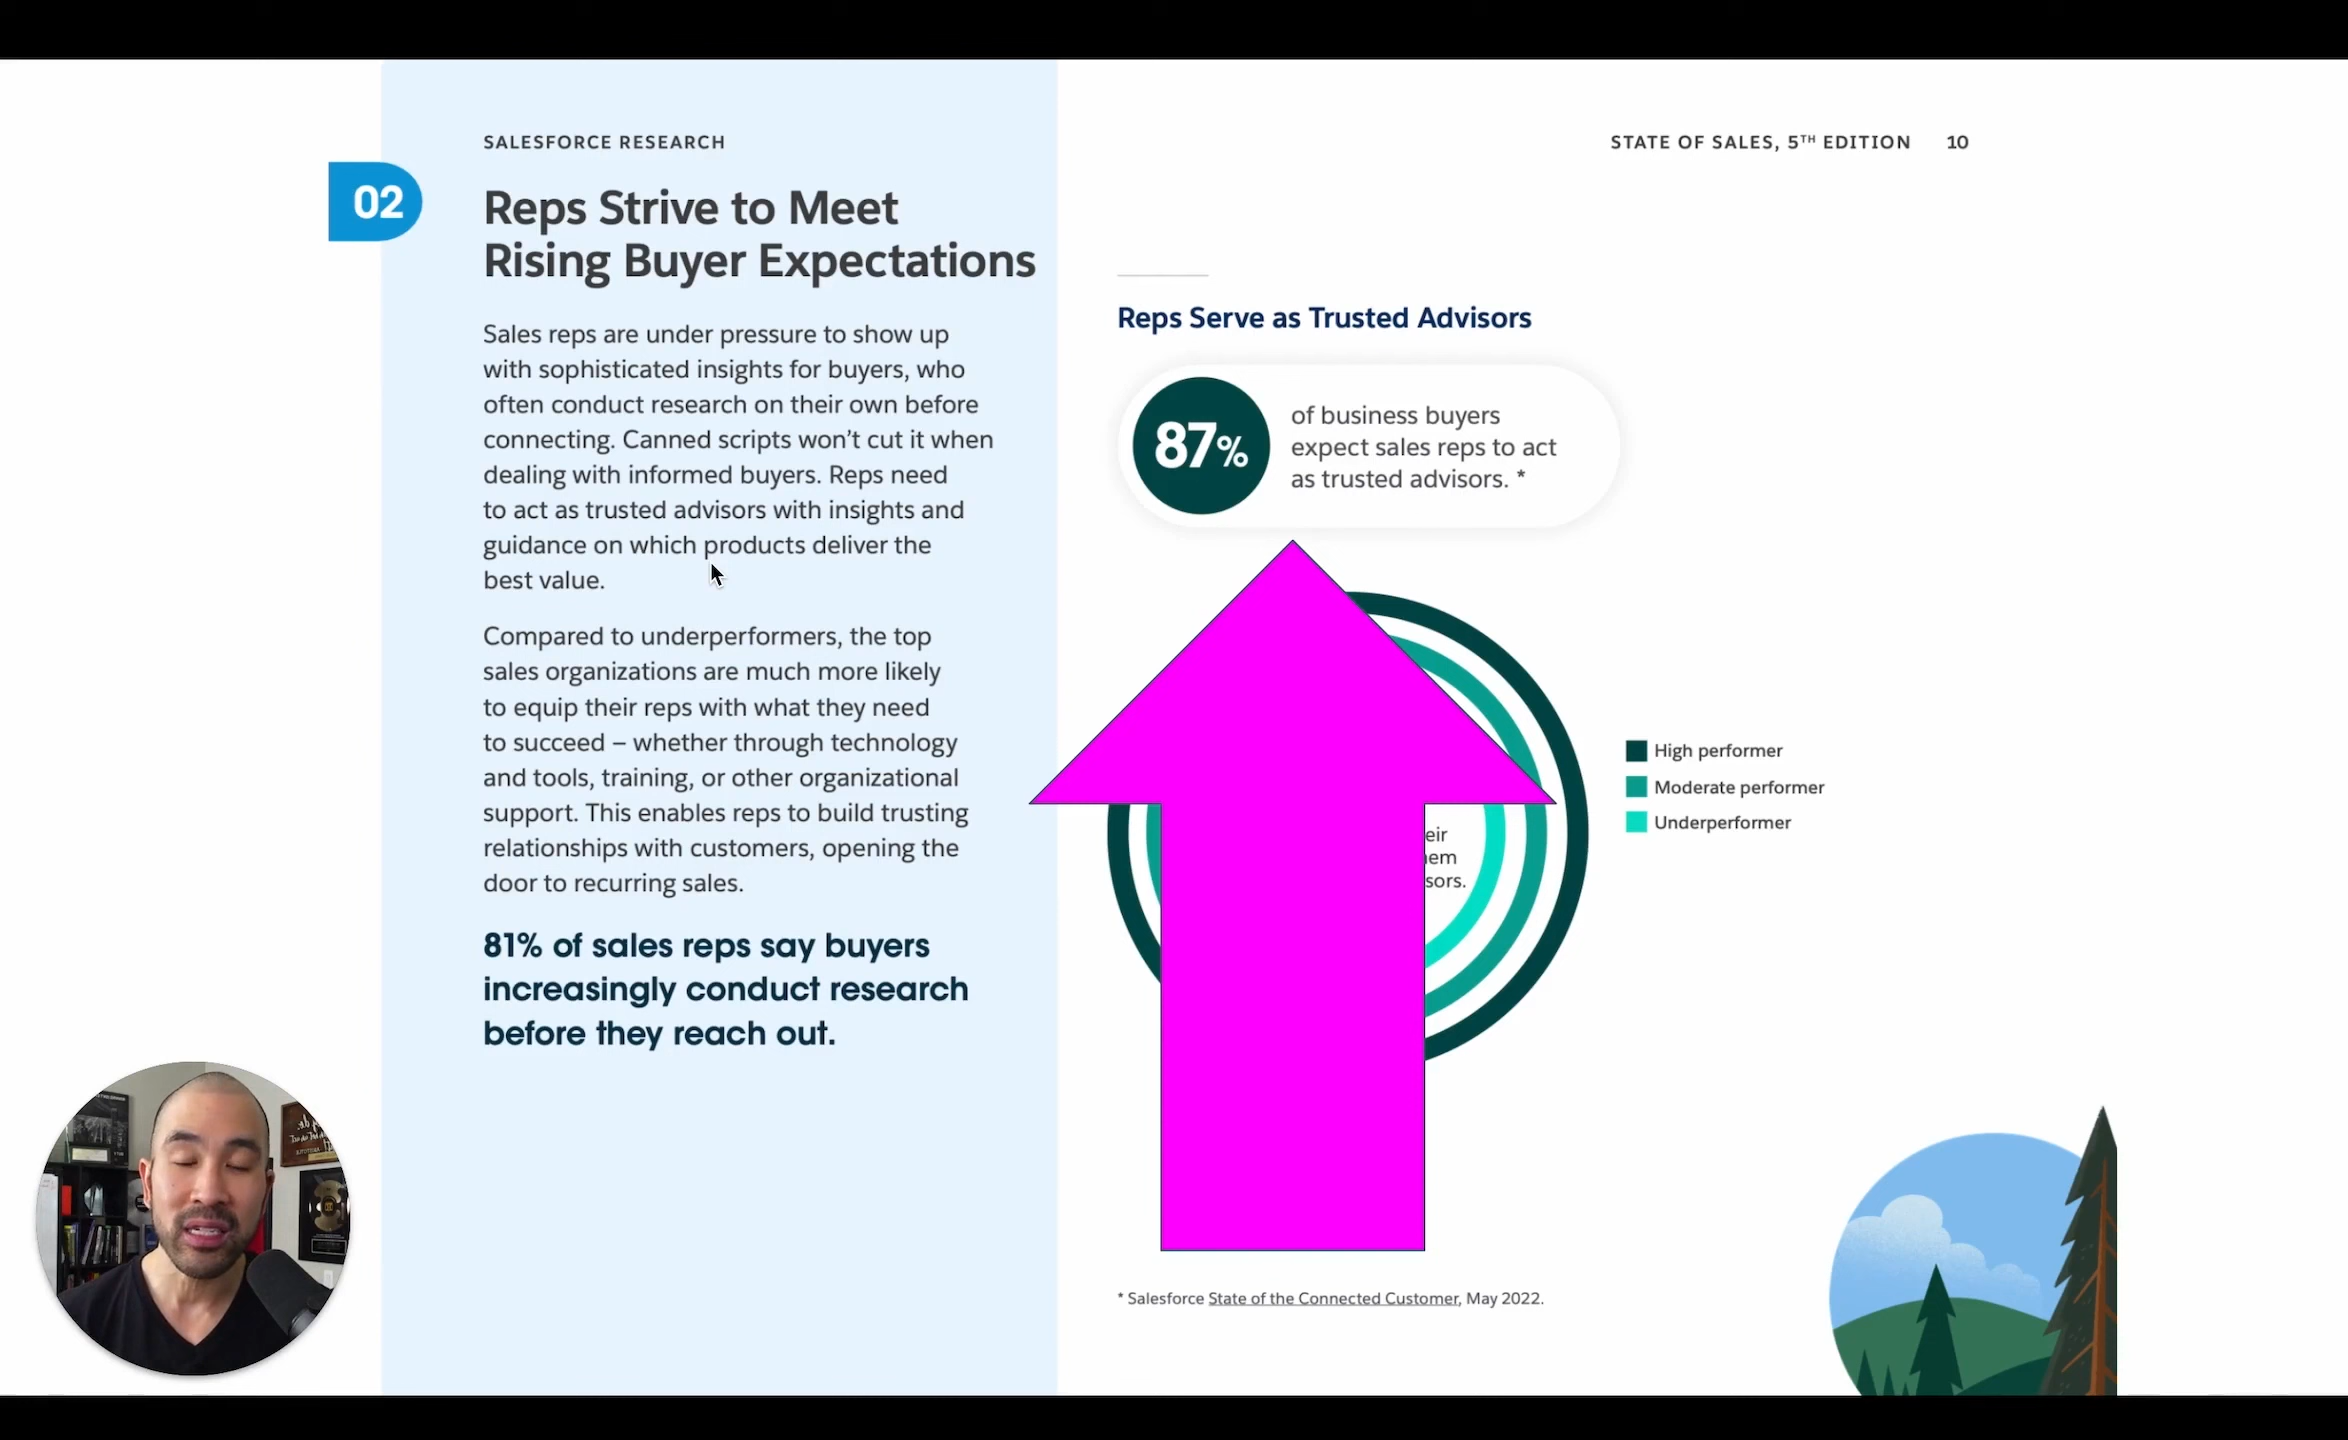 SALESFORCE RESEARCH
STATE OF SALES, 5TH EDITION 10
02
Reps Strive to Meet
Rising Buyer Expectations
Sales reps are under pressure to show up
with sophisticated insights for buyers, who
often conduct research on their own before
connecting. Canned scripts won’t cut it when
dealing with informed buyers. Reps need
to act as trusted advisors with insights and
guidance on which products deliver the
best value.
Compared to underperformers, the top
sales organizations are much more likely
to equip their reps with what they need
to succeed – whether through technology
and tools, training, or other organizational
support. This enables reps to build trusting
relationships with customers, opening the
door to recurring sales.
81% of sales reps say buyers
increasingly conduct research
before they reach out.
Reps Serve as Trusted Advisors
87%
of business buyers
expect sales reps to act
as trusted advisors. *
High performer
Moderate performer
Underperformer
* Salesforce State of the Connected Customer, May 2022.